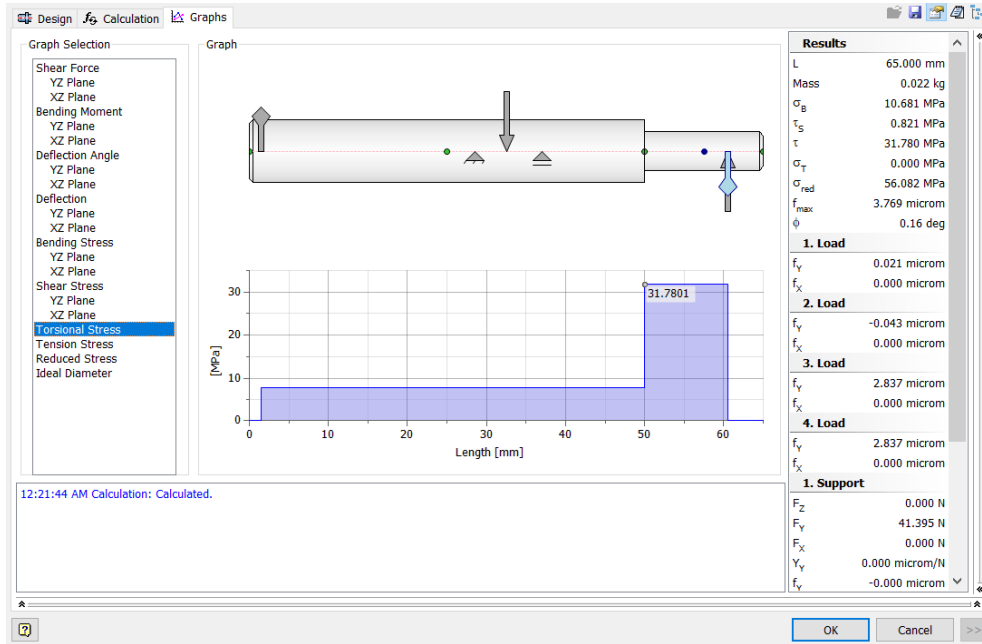 Design
Calculation
Graphs
Graph Selection
Shear Force
YZ Plane
XZ Plane
Bending Moment
YZ Plane
XZ Plane
Deflection Angle
YZ Plane
XZ Plane
Deflection
YZ Plane
XZ Plane
Bending Stress
YZ Plane
XZ Plane
Shear Stress
YZ Plane
XZ Plane
Torsional Stress
Tension Stress
Reduced Stress
Ideal Diameter
Graph
31.7801
30
20
10
0
[MPa]
0 10 20 30 40 50 60
Length [mm]
Results
L 65.000 mm
Mass 0.022 kg
σB 10.681 MPa
τS 0.821 MPa
τ 31.780 MPa
σT 0.000 MPa
σred 56.082 MPa
fmax 3.769 microm
ϕ 0.16 deg
1. Load
fY 0.021 microm
fX 0.000 microm
2. Load
fY -0.043 microm
fX 0.000 microm
3. Load
fY 2.837 microm
fX 0.000 microm
4. Load
fY 2.837 microm
fX 0.000 microm
1. Support
FZ 0.000 N
FY 41.395 N
FX 0.000 N
YY 0.000 microm/N
fY -0.000 microm
12:21:44 AM Calculation: Calculated.
OK
Cancel
>>